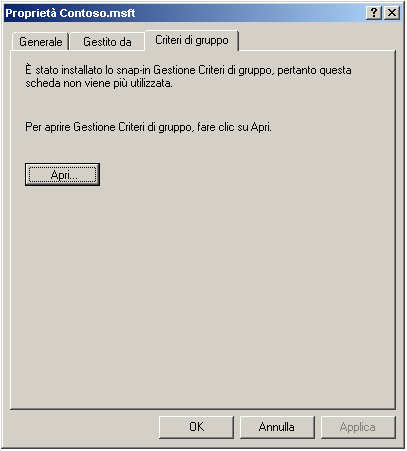 Proprietà Contoso.msft
Generale
Gestito da
Criteri di gruppo
È stato installato lo snap-in Gestione Criteri di gruppo, pertanto questa
scheda non viene più utilizzata.
Per aprire Gestione Criteri di gruppo, fare clic su Apri.
Apri...
OK
Annulla
Applica